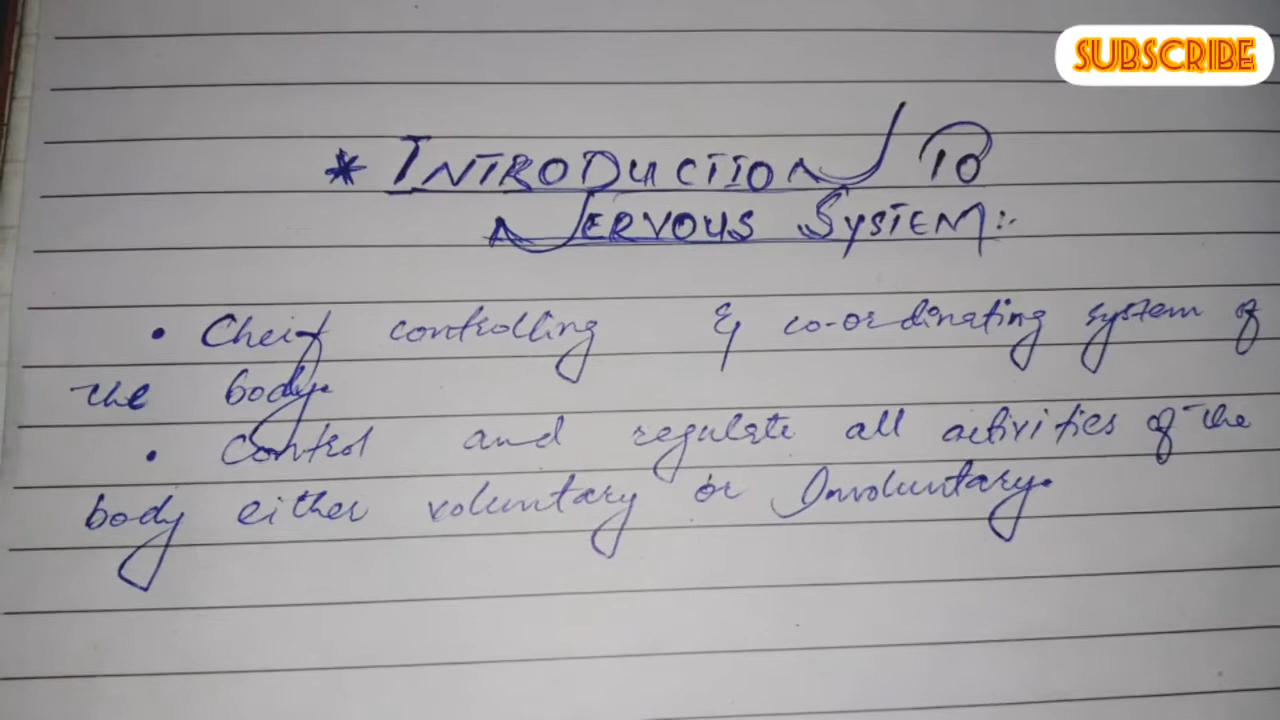 SUBSCRIBE
* INTRODUCTION TO
NERVOUS SYSTEM:-
• Cheif controlling & co-ordinating system of
the body.
• Control and regulate all activities of the
body either voluntary or Involuntary.